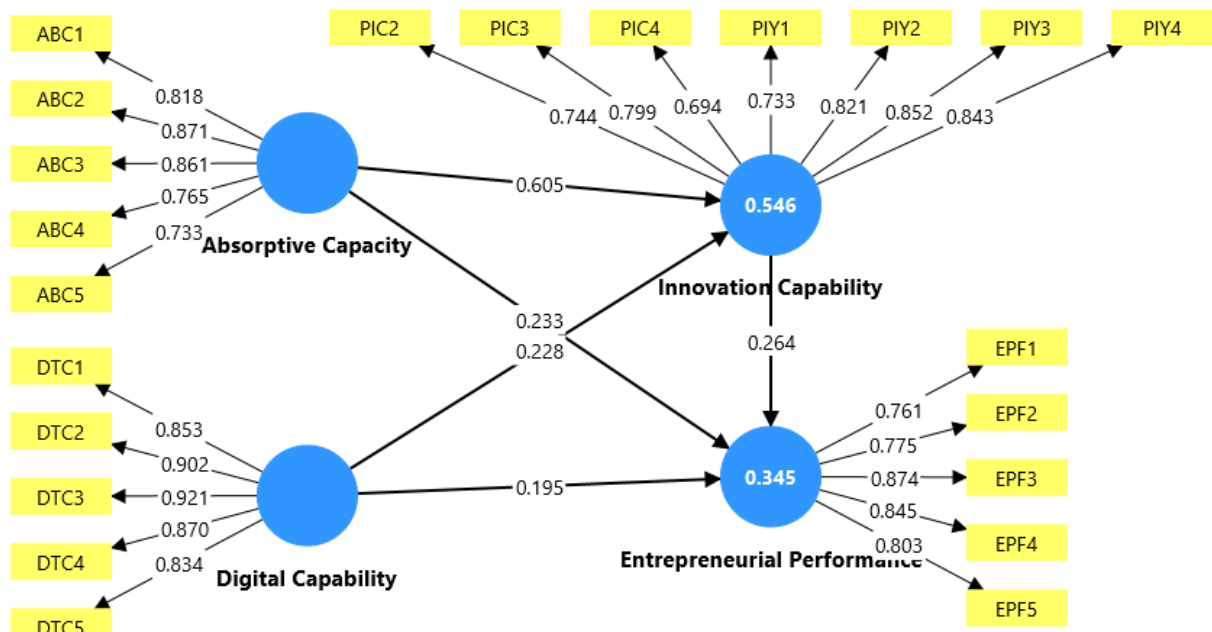 ABC1
ABC2
ABC3
ABC4
ABC5
0.818
0.871
0.861
0.765
0.733
Absorptive Capacity
PIC2
PIC3
PIC4
PIY1
PIY2
PIY3
PIY4
0.744
0.799
0.694
0.733
0.821
0.852
0.843
0.605
0.546
Innovation Capability
0.233
0.228
0.264
DTC1
DTC2
DTC3
DTC4
DTC5
0.853
0.902
0.921
0.870
0.834
Digital Capability
0.195
0.345
Entrepreneurial Performance
0.761
0.775
0.874
0.845
0.803
EPF1
EPF2
EPF3
EPF4
EPF5